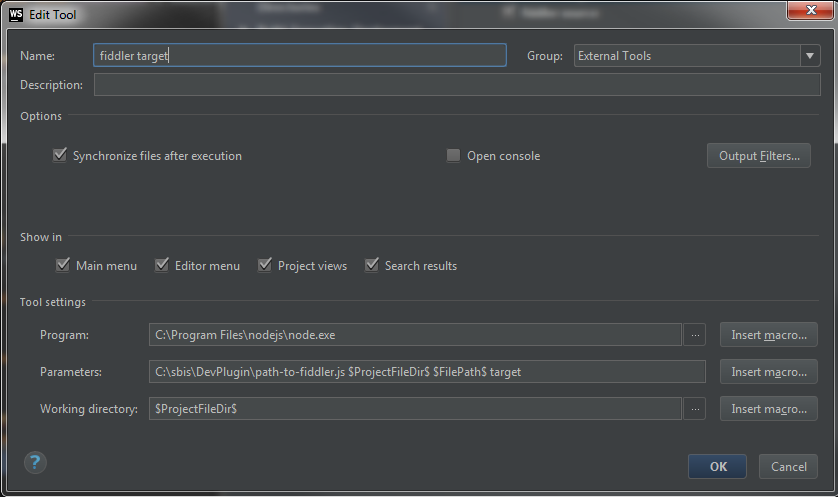 WS Edit Tool
Name: fiddler target Group: External Tools
Description:
Options
Synchronize files after execution Open console Output Filters...
Show in
Main menu Editor menu Project views Search results
Tool settings
Program: C:\Program Files\nodejs\node.exe ... Insert macro...
Parameters: C:\sbis\DevPlugin\path-to-fiddler.js $ProjectFileDir$ $FilePath$ target Insert macro...
Working directory: $ProjectFileDir$ ... Insert macro...
? OK Cancel